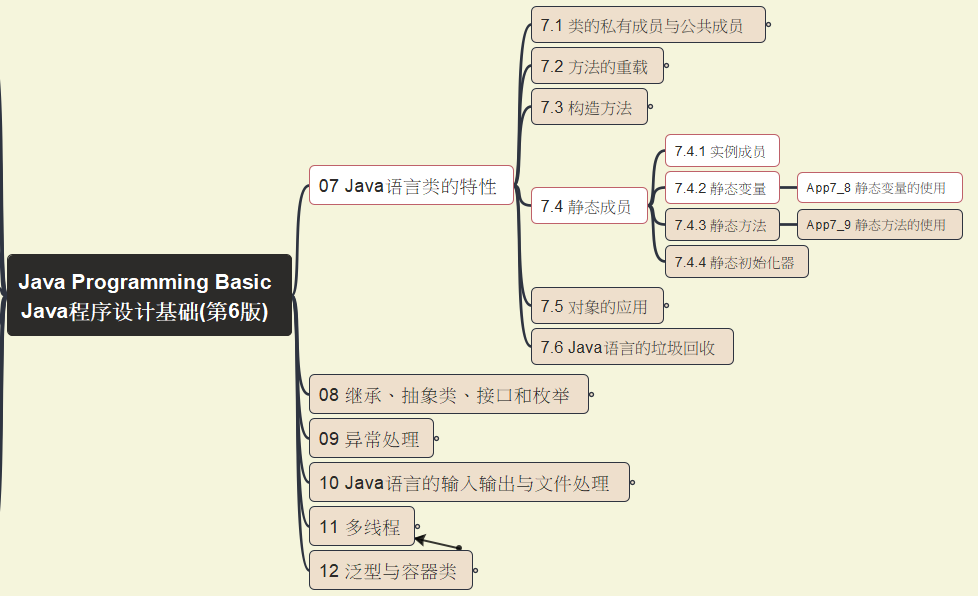 Java Programming Basic
Java程序设计基础(第6版)
07 Java语言类的特性
7.1 类的私有成员与公共成员
7.2 方法的重载
7.3 构造方法
7.4 静态成员
7.4.1 实例成员
7.4.2 静态变量
App7_8 静态变量的使用
7.4.3 静态方法
App7_9 静态方法的使用
7.4.4 静态初始化器
7.5 对象的应用
7.6 Java语言的垃圾回收
08 继承、抽象类、接口和枚举
09 异常处理
10 Java语言的输入输出与文件处理
11 多线程
12 泛型与容器类